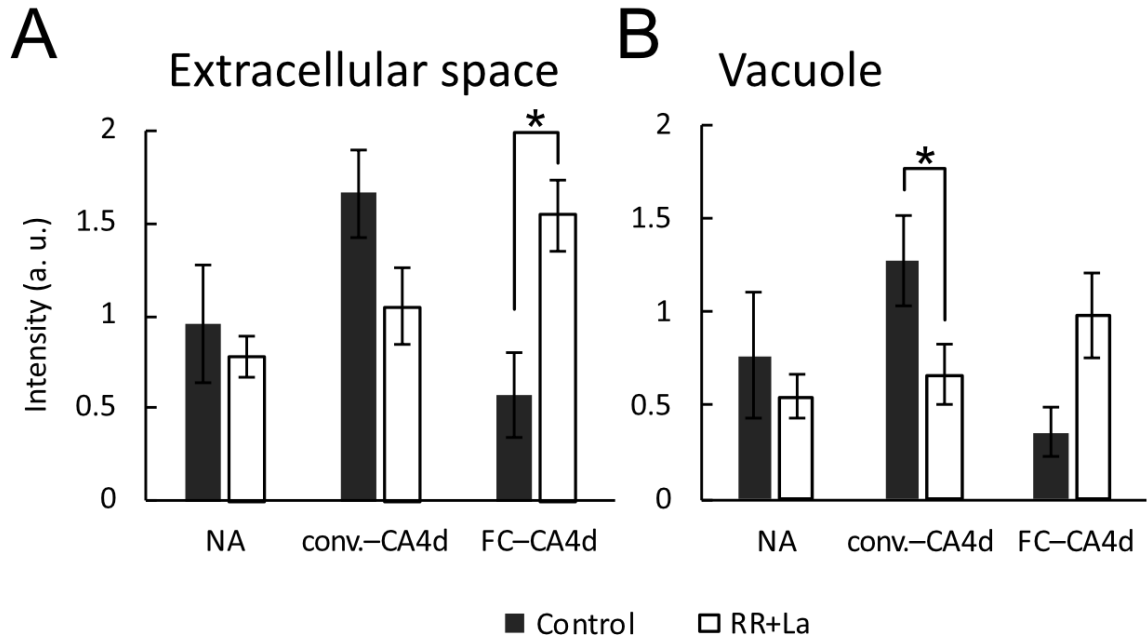 A
Extracellular space
Intensity (a. u.)
2
1.5
1
0.5
0
*
NA
conv.–CA4d
FC–CA4d
B
Vacuole
2
1.5
1
0.5
0
*
NA
conv.–CA4d
FC–CA4d
Control
RR+La